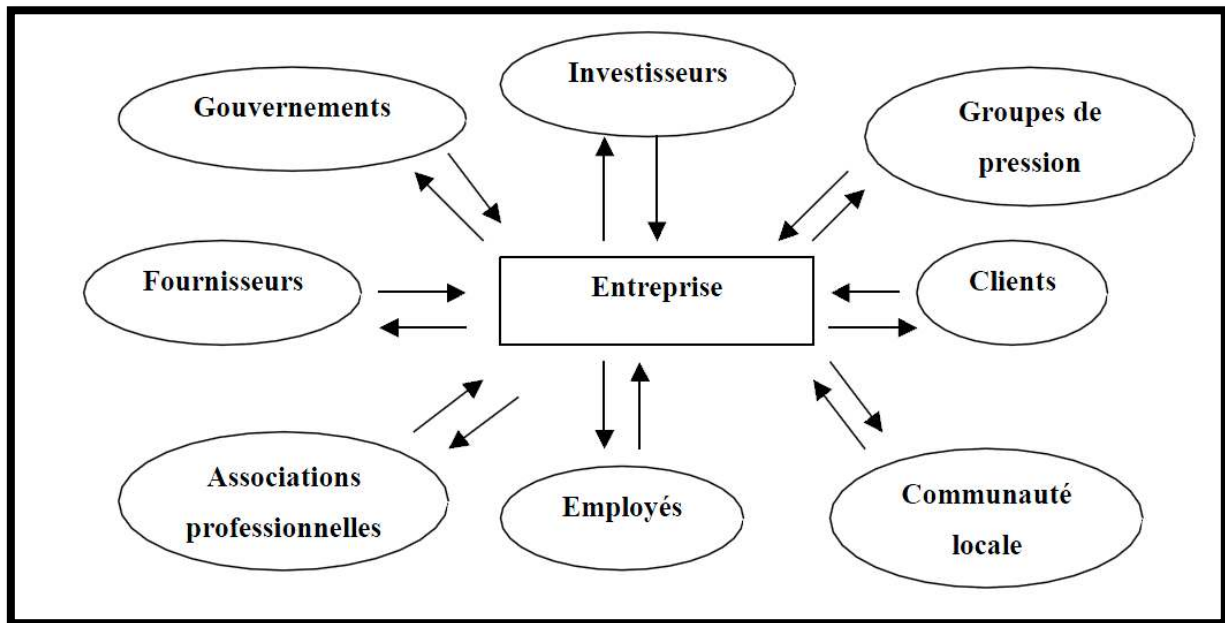 Investisseurs
Gouvernements
Groupes de
pression
Fournisseurs
Entreprise
Clients
Associations
professionnelles
Employés
Communauté
locale